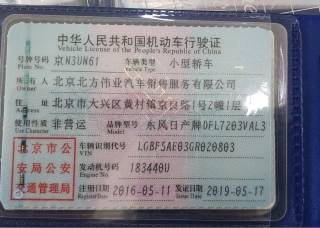 中华人民共和国机动车行驶证
Vehicle License of the People's Republic of China
号牌号码 京N3UN61 车辆类型 小型轿车
Plate No. Vehicle Type
所有人 北京北方伟业汽车销售服务有限公司
Owner
住址 北京市大兴区黄村镇京良路1号2幢1层
Address
使用性质 非营运 品牌型号 东风日产牌DFL7203VAL3
Use Character Model
北京市公 车辆识别代号 LGBF5AE03GR020803
VIN
安局公安 发动机号码 183440U
Engine No.
交通管理局 注册日期 2016-05-11 发证日期 2019-05-17
Register Date Issue Date